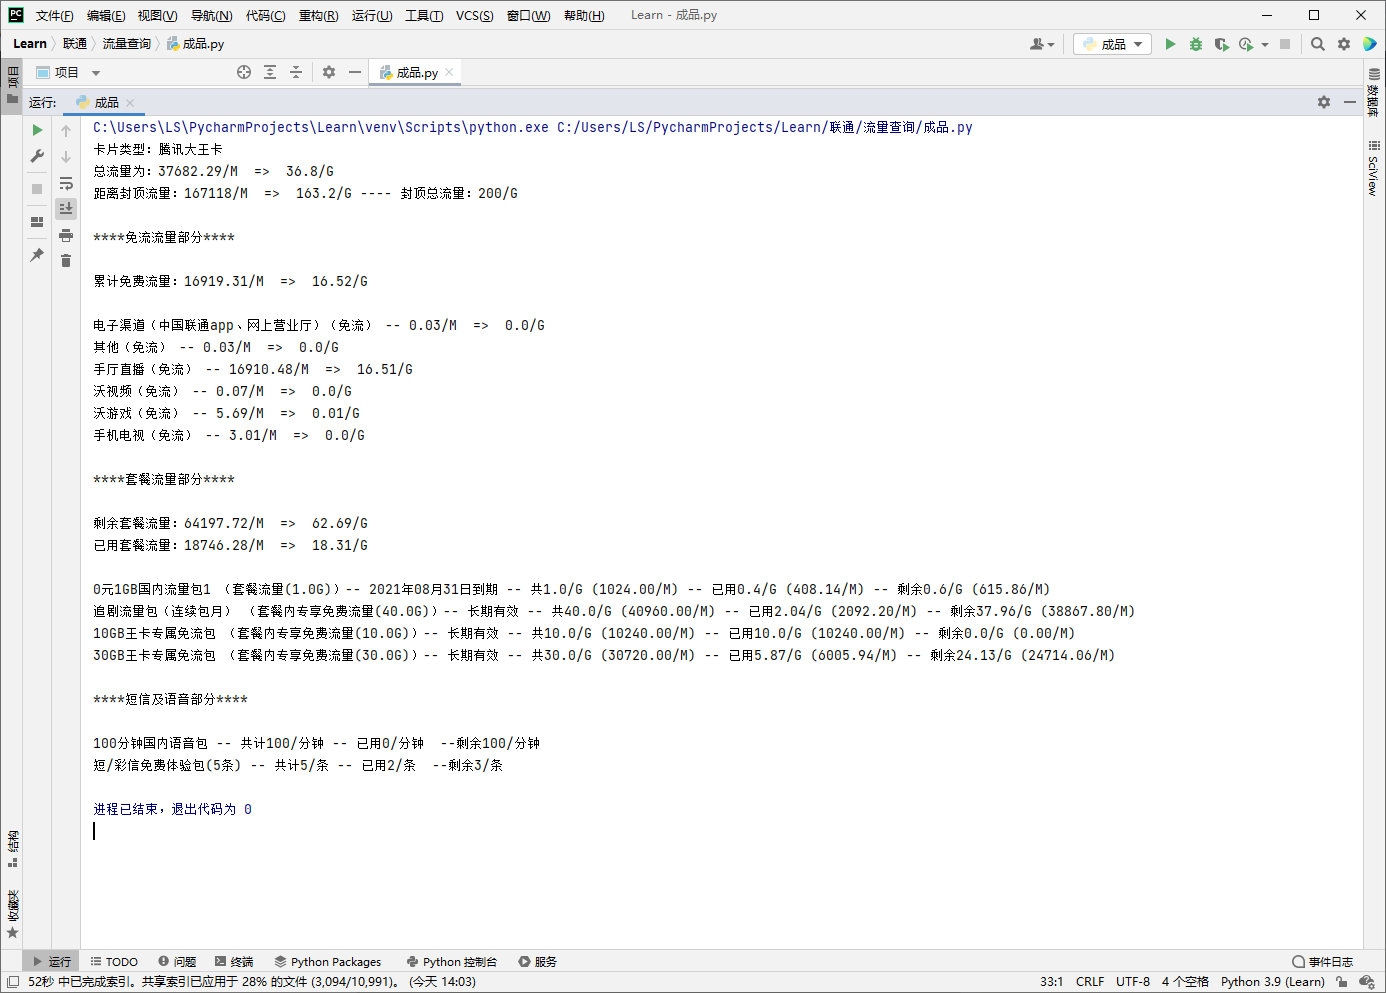 PC 文件(F) 编辑(E) 视图(V) 导航(N) 代码(C) 重构(R) 运行(U) 工具(T) VCS(S) 窗口(W) 帮助(H) Learn - 成品.py
Learn 联通 流量查询 成品.py 成品
项目 项目 成品.py
运行: 成品
数据库
SciView
C:\Users\LS\PycharmProjects\Learn\venv\Scripts\python.exe C:/Users/LS/PycharmProjects/Learn/联通/流量查询/成品.py
卡片类型：腾讯大王卡
总流量为：37682.29/M  =>  36.8/G
距离封顶流量：167118/M  =>  163.2/G ---- 封顶总流量：200/G
****免流流量部分****
累计免费流量：16919.31/M  =>  16.52/G
电子渠道（中国联通app、网上营业厅）（免流） -- 0.03/M  =>  0.0/G
其他（免流） -- 0.03/M  =>  0.0/G
手厅直播（免流） -- 16910.48/M  =>  16.51/G
沃视频（免流） -- 0.07/M  =>  0.0/G
沃游戏（免流） -- 5.69/M  =>  0.01/G
手机电视（免流） -- 3.01/M  =>  0.0/G
****套餐流量部分****
剩余套餐流量：64197.72/M  =>  62.69/G
已用套餐流量：18746.28/M  =>  18.31/G
0元1GB国内流量包1 （套餐流量(1.0G)）-- 2021年08月31日到期 -- 共1.0/G (1024.00/M) -- 已用0.4/G (408.14/M) -- 剩余0.6/G (615.86/M)
追剧流量包（连续包月） （套餐内专享免费流量(40.0G)）-- 长期有效 -- 共40.0/G (40960.00/M) -- 已用2.04/G (2092.20/M) -- 剩余37.96/G (38867.80/M)
10GB王卡专属免流包 （套餐内专享免费流量(10.0G)）-- 长期有效 -- 共10.0/G (10240.00/M) -- 已用10.0/G (10240.00/M) -- 剩余0.0/G (0.00/M)
30GB王卡专属免流包 （套餐内专享免费流量(30.0G)）-- 长期有效 -- 共30.0/G (30720.00/M) -- 已用5.87/G (6005.94/M) -- 剩余24.13/G (24714.06/M)
****短信及语音部分****
100分钟国内语音包 -- 共计100/分钟 -- 已用0/分钟  --剩余100/分钟
短/彩信免费体验包(5条) -- 共计5/条 -- 已用2/条  --剩余3/条
进程已结束，退出代码为 0
结构
收藏夹
运行 TODO 问题 终端 Python Packages Python 控制台 服务 事件日志
52秒 中已完成索引。共享索引已应用于 28% 的文件 (3,094/10,991)。 (今天 14:03) 33:1 CRLF UTF-8 4 个空格 Python 3.9 (Learn)